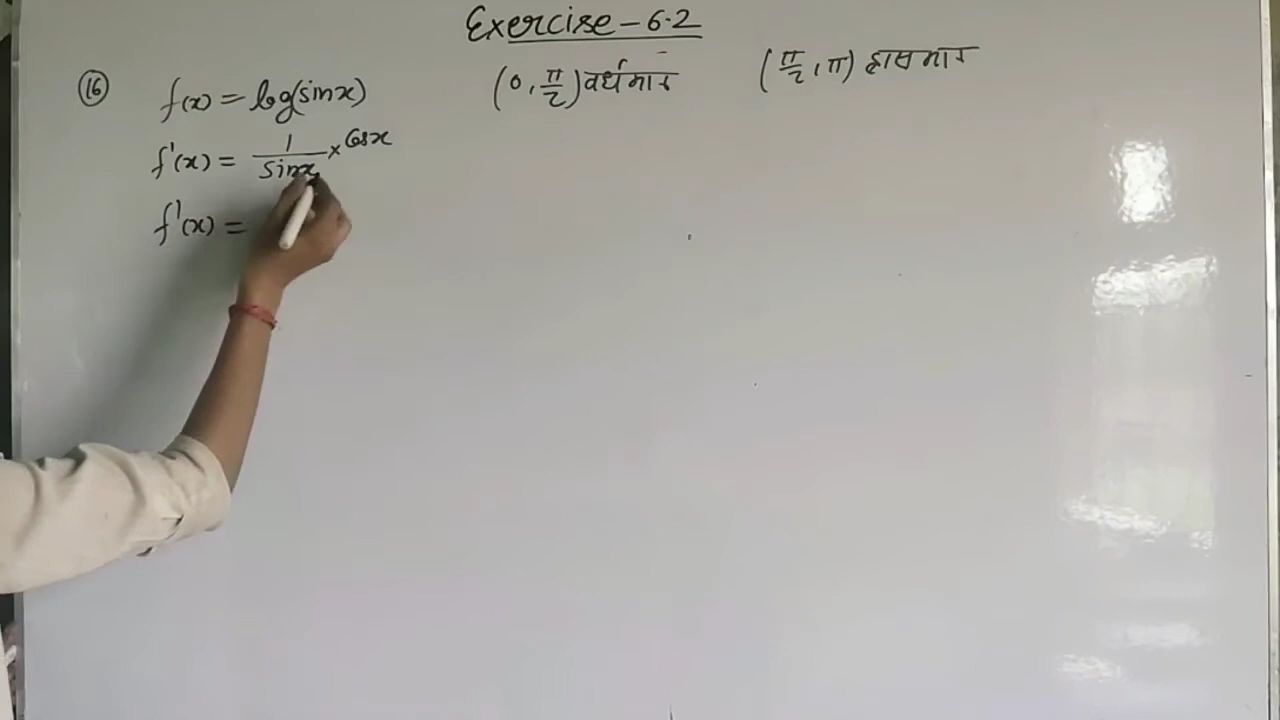 Exercise – 6.2
(16) f(x) = log(sinx) (0, π/2) वर्धमान (π/2, π) ह्रासमान
f'(x) = 1/sinx × Cosx
f'(x) =